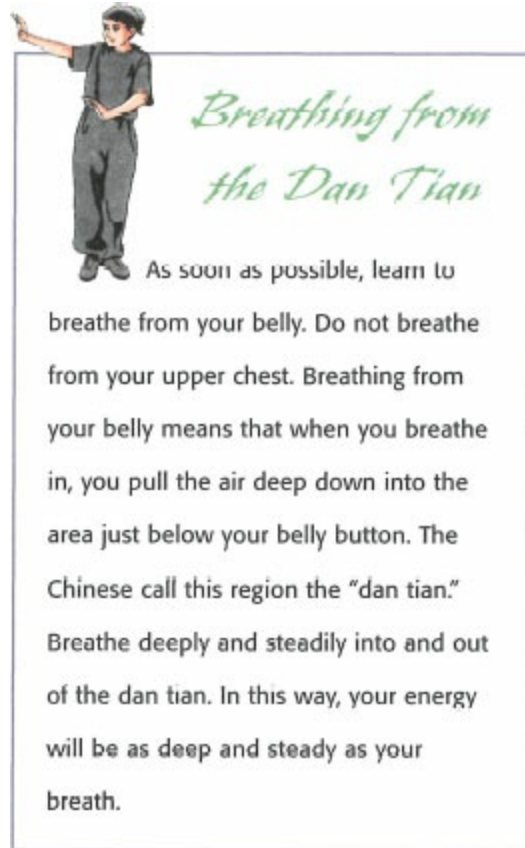 Breathing from
the Dan Tian
As soon as possible, learn to
breathe from your belly. Do not breathe
from your upper chest. Breathing from
your belly means that when you breathe
in, you pull the air deep down into the
area just below your belly button. The
Chinese call this region the “dan tian.”
Breathe deeply and steadily into and out
of the dan tian. In this way, your energy
will be as deep and steady as your
breath.